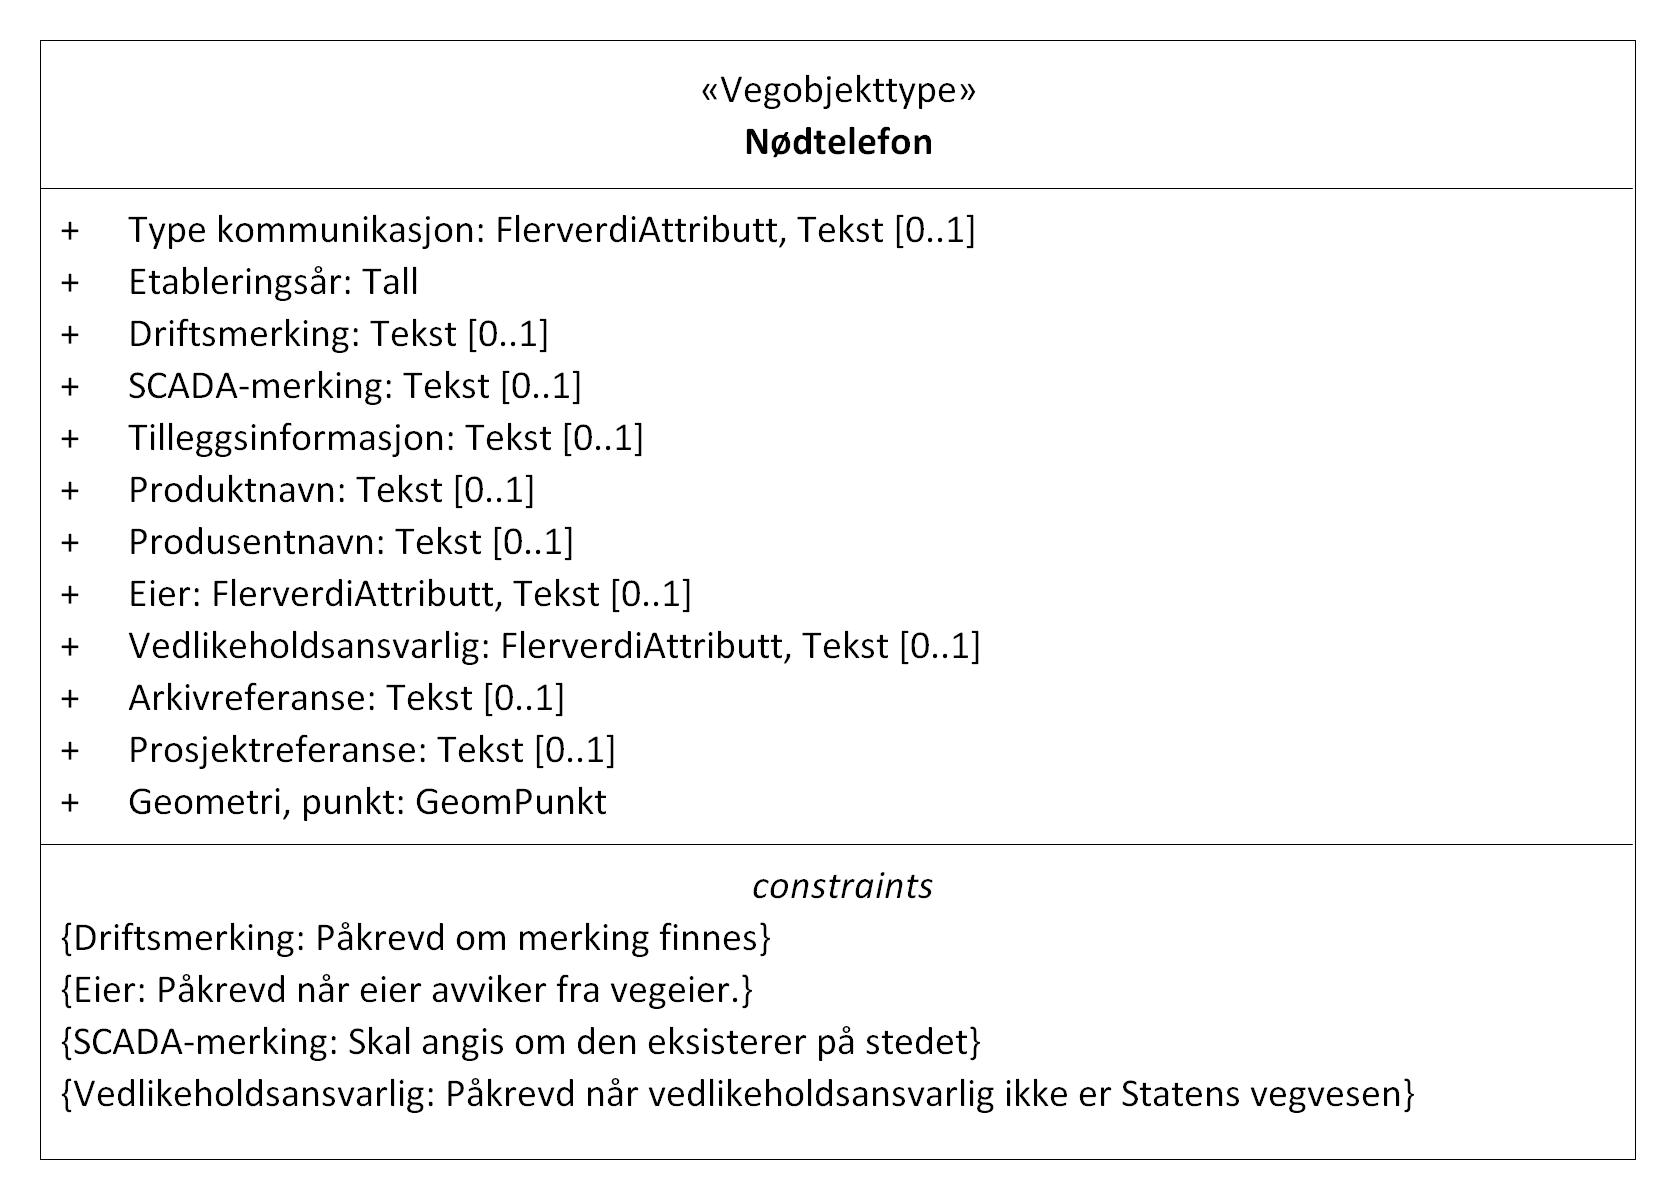 «Vegobjekttype»
Nødtelefon
+ Type kommunikasjon: FlerverdiAttributt, Tekst [0..1]
+ Etableringsår: Tall
+ Driftsmerking: Tekst [0..1]
+ SCADA-merking: Tekst [0..1]
+ Tilleggsinformasjon: Tekst [0..1]
+ Produktnavn: Tekst [0..1]
+ Produsentnavn: Tekst [0..1]
+ Eier: FlerverdiAttributt, Tekst [0..1]
+ Vedlikeholdsansvarlig: FlerverdiAttributt, Tekst [0..1]
+ Arkivreferanse: Tekst [0..1]
+ Prosjektreferanse: Tekst [0..1]
+ Geometri, punkt: GeomPunkt
constraints
{Driftsmerking: Påkrevd om merking finnes}
{Eier: Påkrevd når eier avviker fra vegeier.}
{SCADA-merking: Skal angis om den eksisterer på stedet}
{Vedlikeholdsansvarlig: Påkrevd når vedlikeholdsansvarlig ikke er Statens vegvesen}